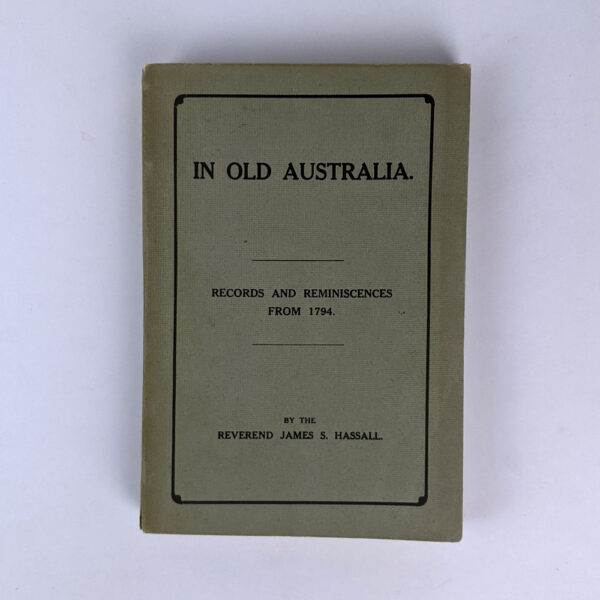 IN OLD AUSTRALIA.
RECORDS AND REMINISCENCES
FROM 1794.
BY THE
REVEREND JAMES S. HASSALL.